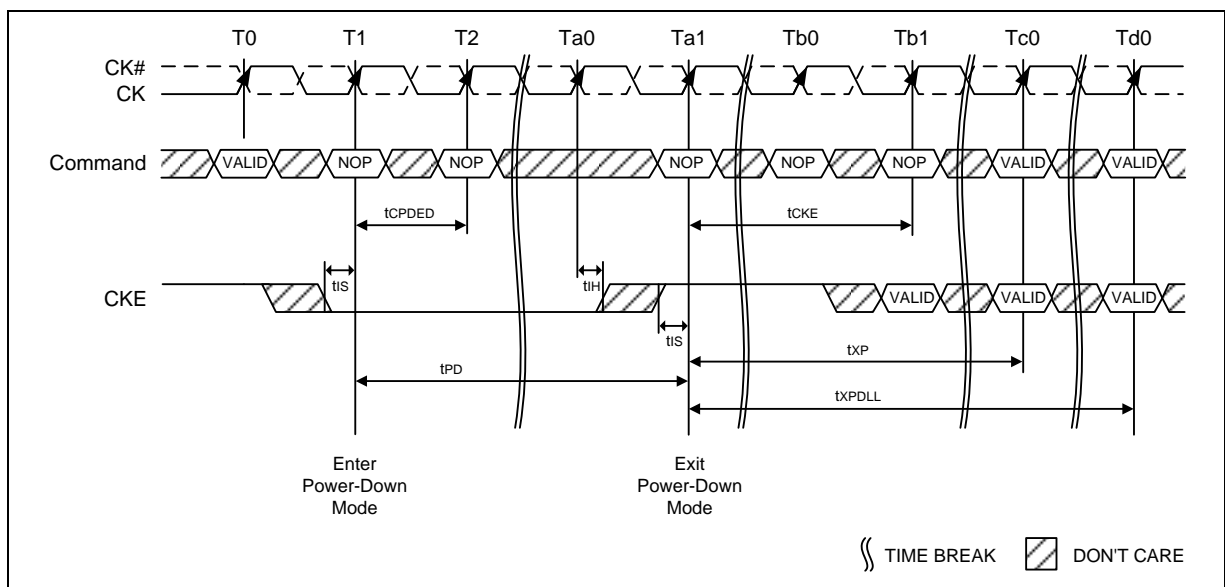 T0 T1 T2 Ta0 Ta1 Tb0 Tb1 Tc0 Td0
CK#
CK
Command VALID NOP NOP NOP NOP NOP VALID VALID
tCPDED tCKE
tIS tIH
CKE VALID VALID VALID
tIS
tPD tXP
tXPDLL
Enter
Power-Down
Mode
Exit
Power-Down
Mode
TIME BREAK DON'T CARE